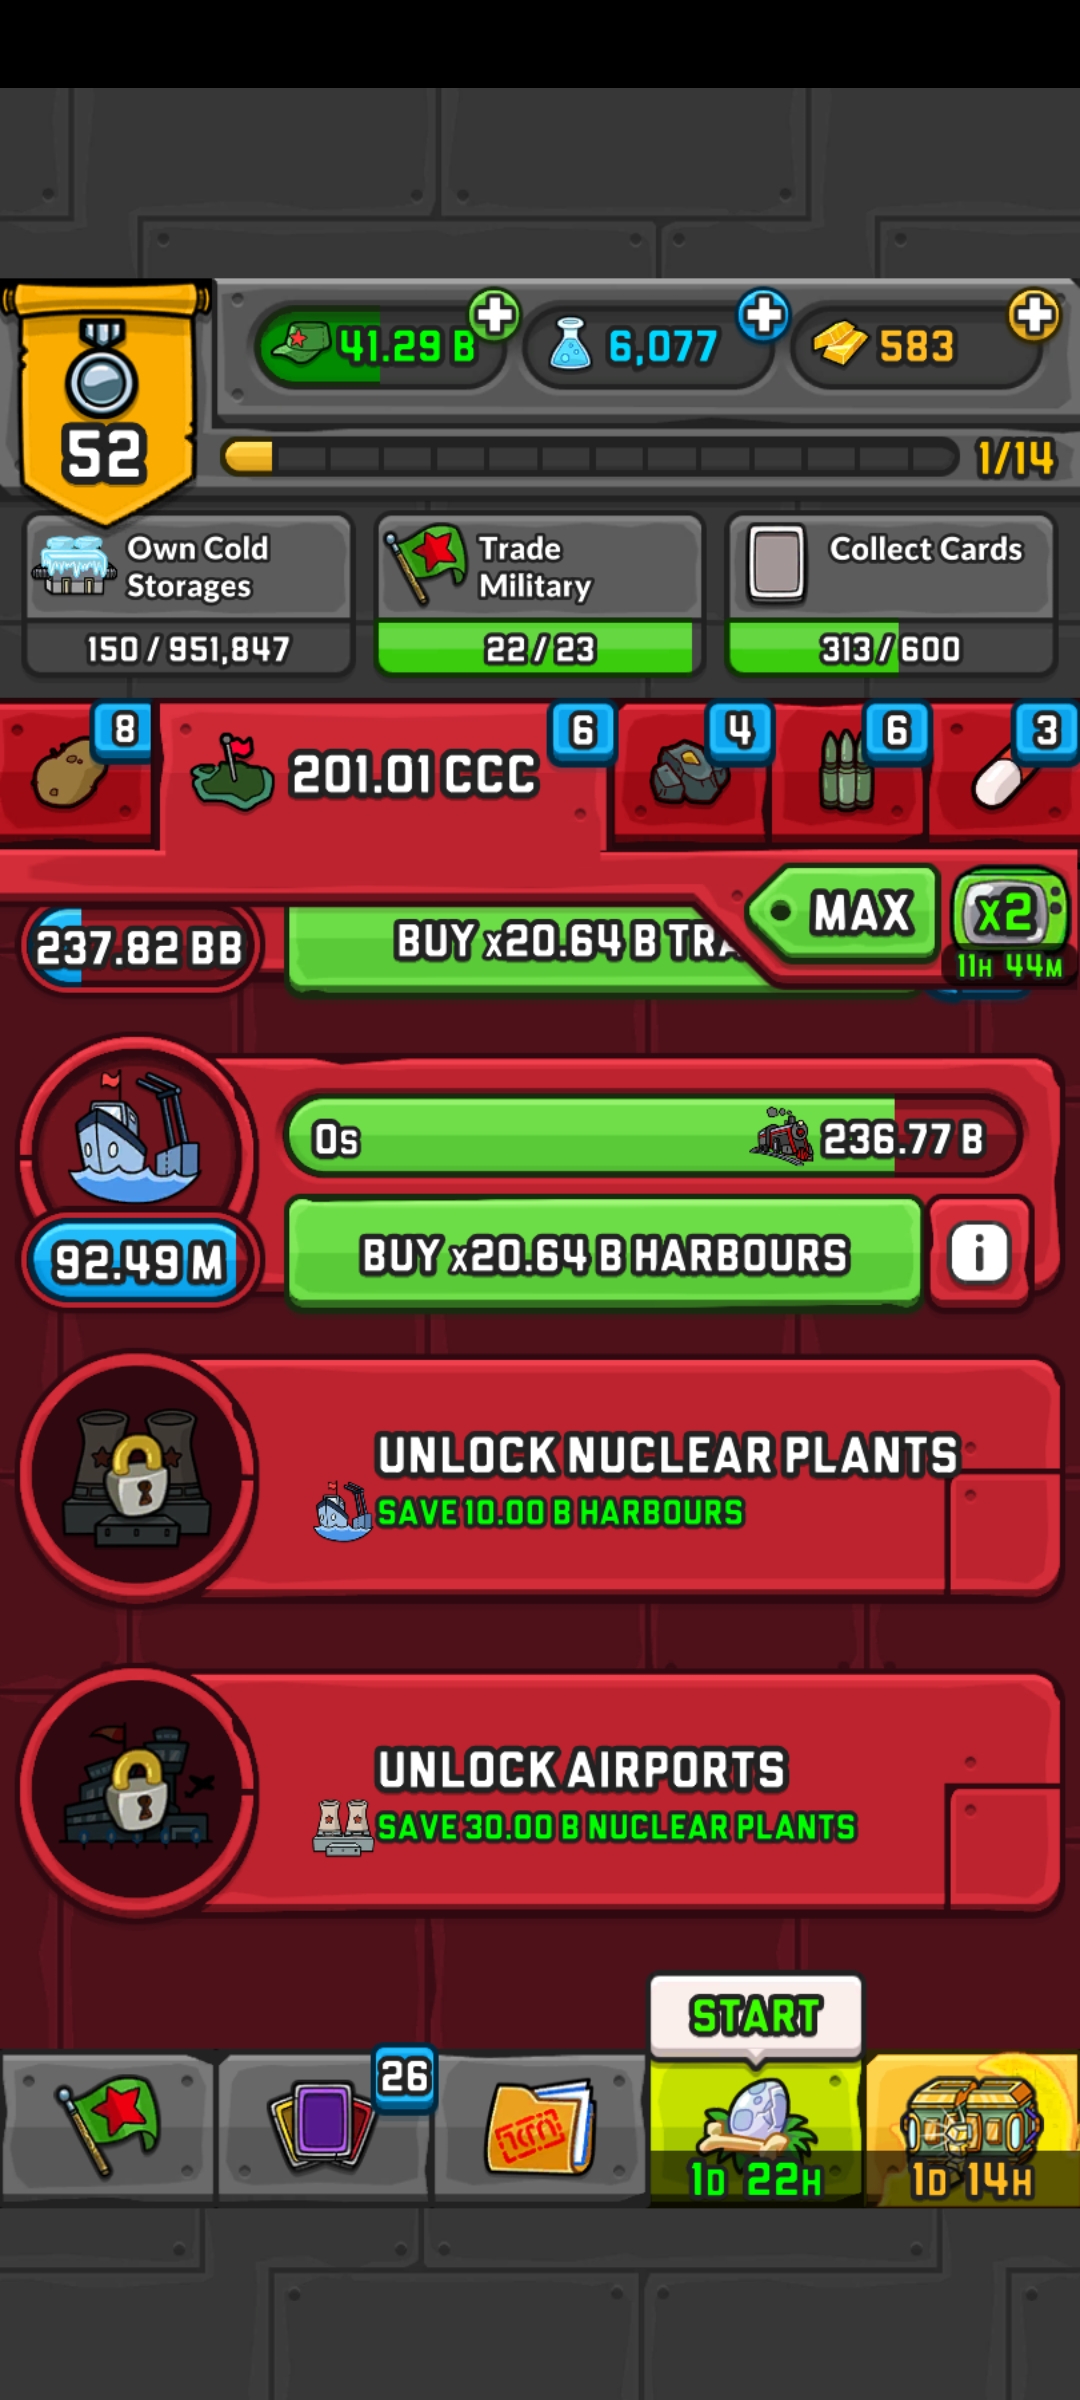 41.29 B
6,077
583
52
1/14
Own Cold
Storages
150 / 951,847
Trade
Military
22 / 23
Collect Cards
313 / 600
8
201.01 CCC
6
4
6
3
MAX
x2
11H 44M
237.82 BB
BUY x20.64 B
0s
236.77 B
92.49 M
BUY x20.64 B HARBOURS
i
UNLOCK NUCLEAR PLANTS
SAVE 10.00 B HARBOURS
UNLOCK AIRPORTS
SAVE 30.00 B NUCLEAR PLANTS
START
26
1D 22H
1D 14H